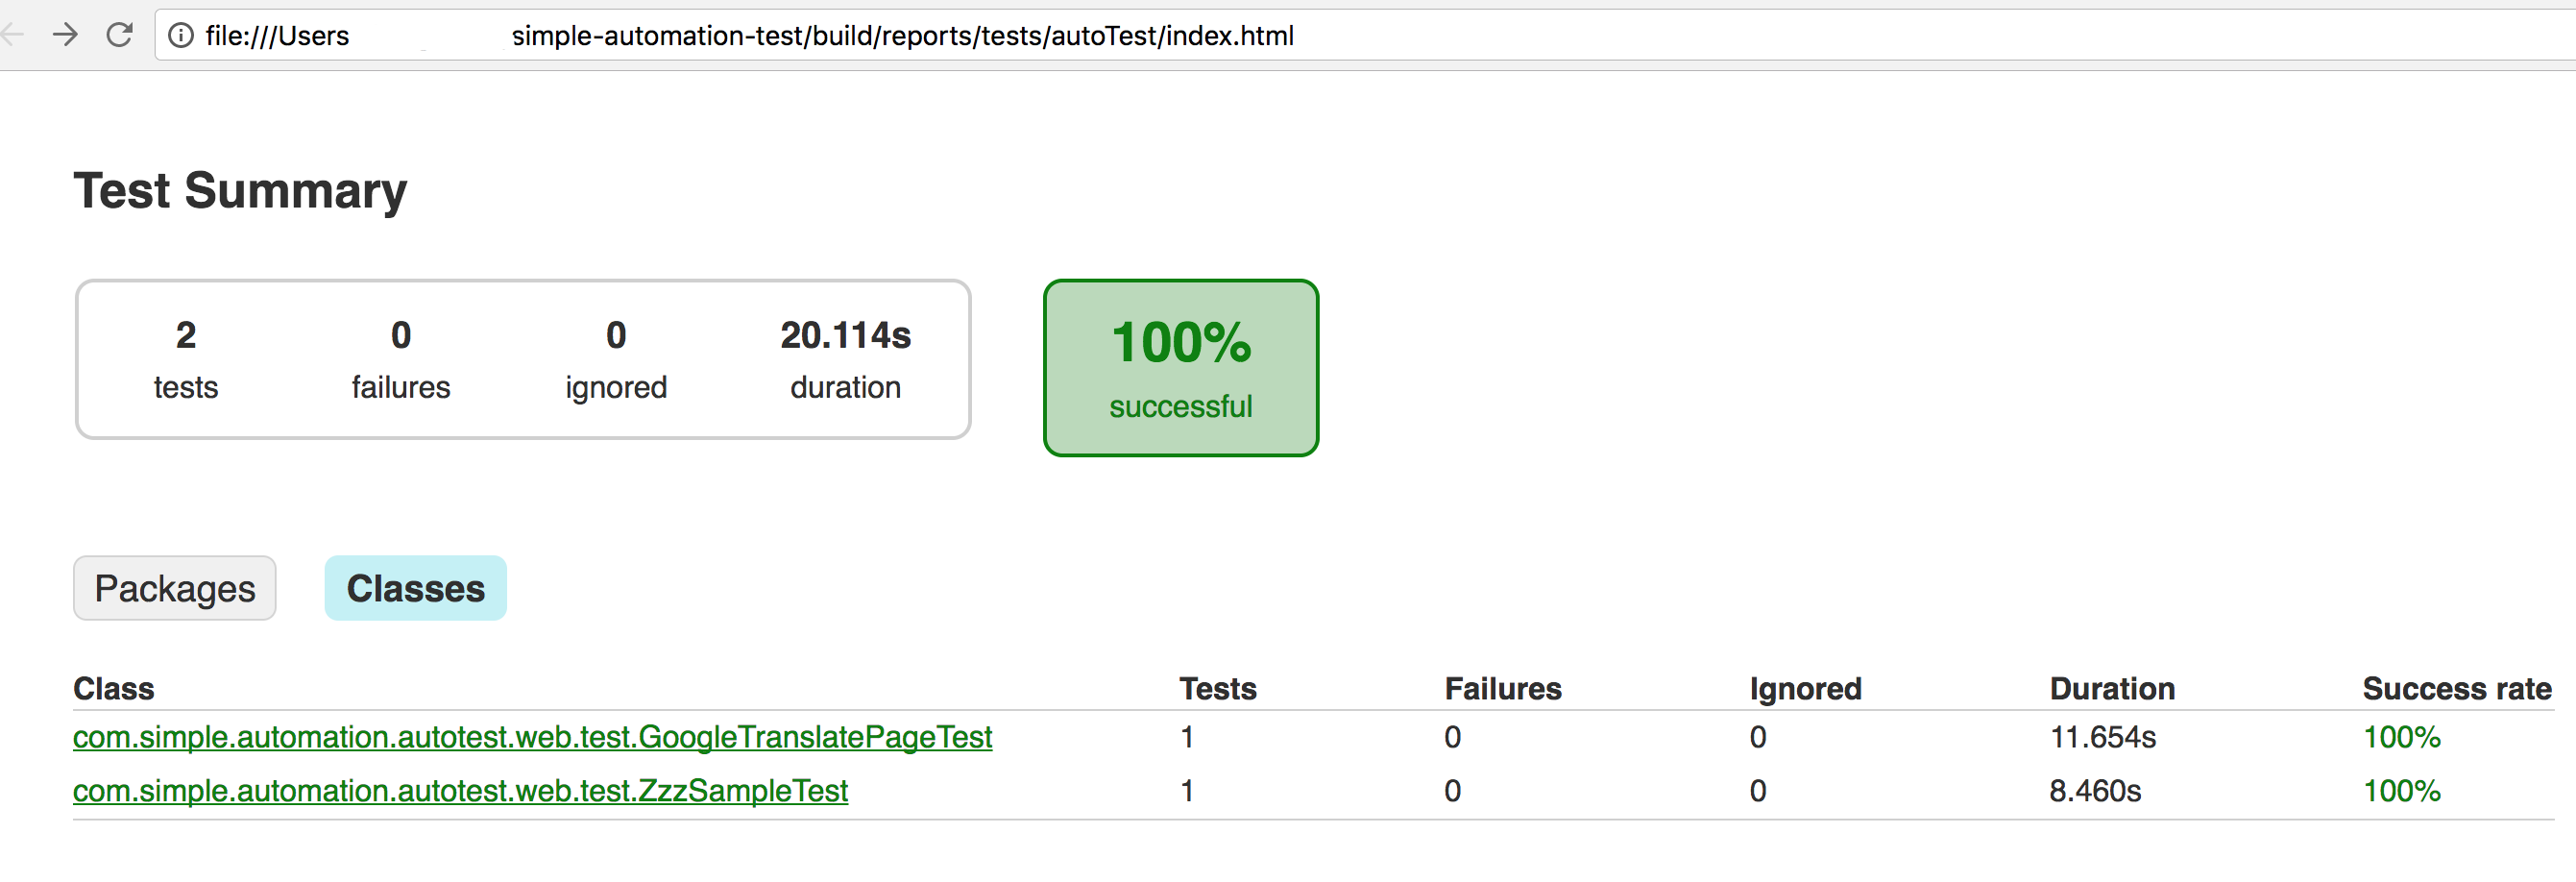 file:///Users simple-automation-test/build/reports/tests/autoTest/index.html
Test Summary
2 0 0 20.114s
tests failures ignored duration
100%
successful
Packages Classes
Class Tests Failures Ignored Duration Success rate
com.simple.automation.autotest.web.test.GoogleTranslatePageTest 1 0 0 11.654s 100%
com.simple.automation.autotest.web.test.ZzzSampleTest 1 0 0 8.460s 100%